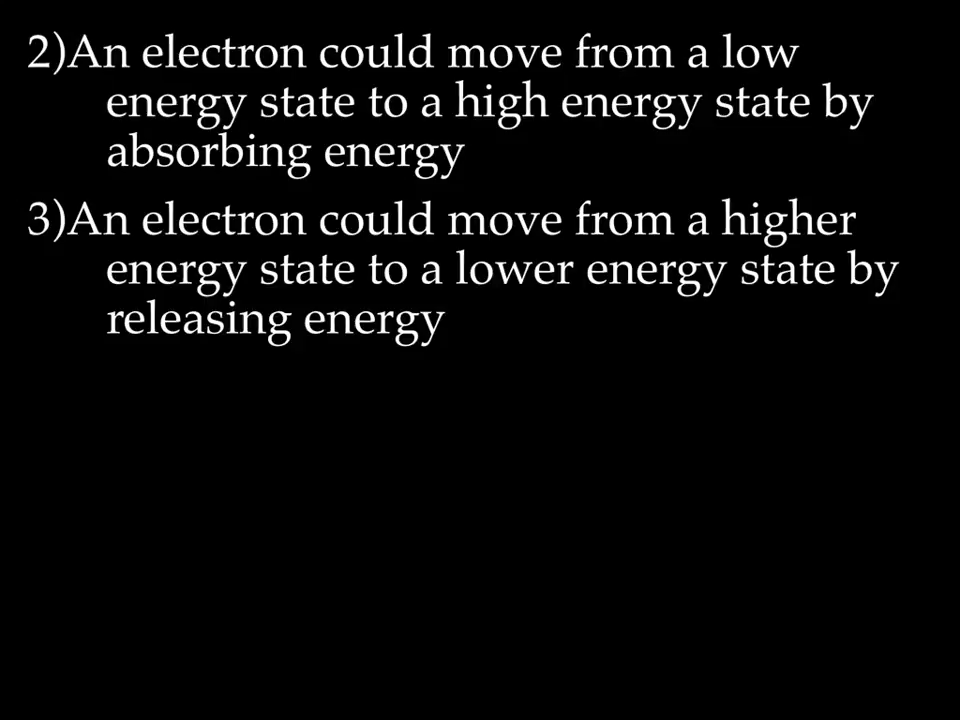 2)An electron could move from a low
energy state to a high energy state by
absorbing energy
3)An electron could move from a higher
energy state to a lower energy state by
releasing energy